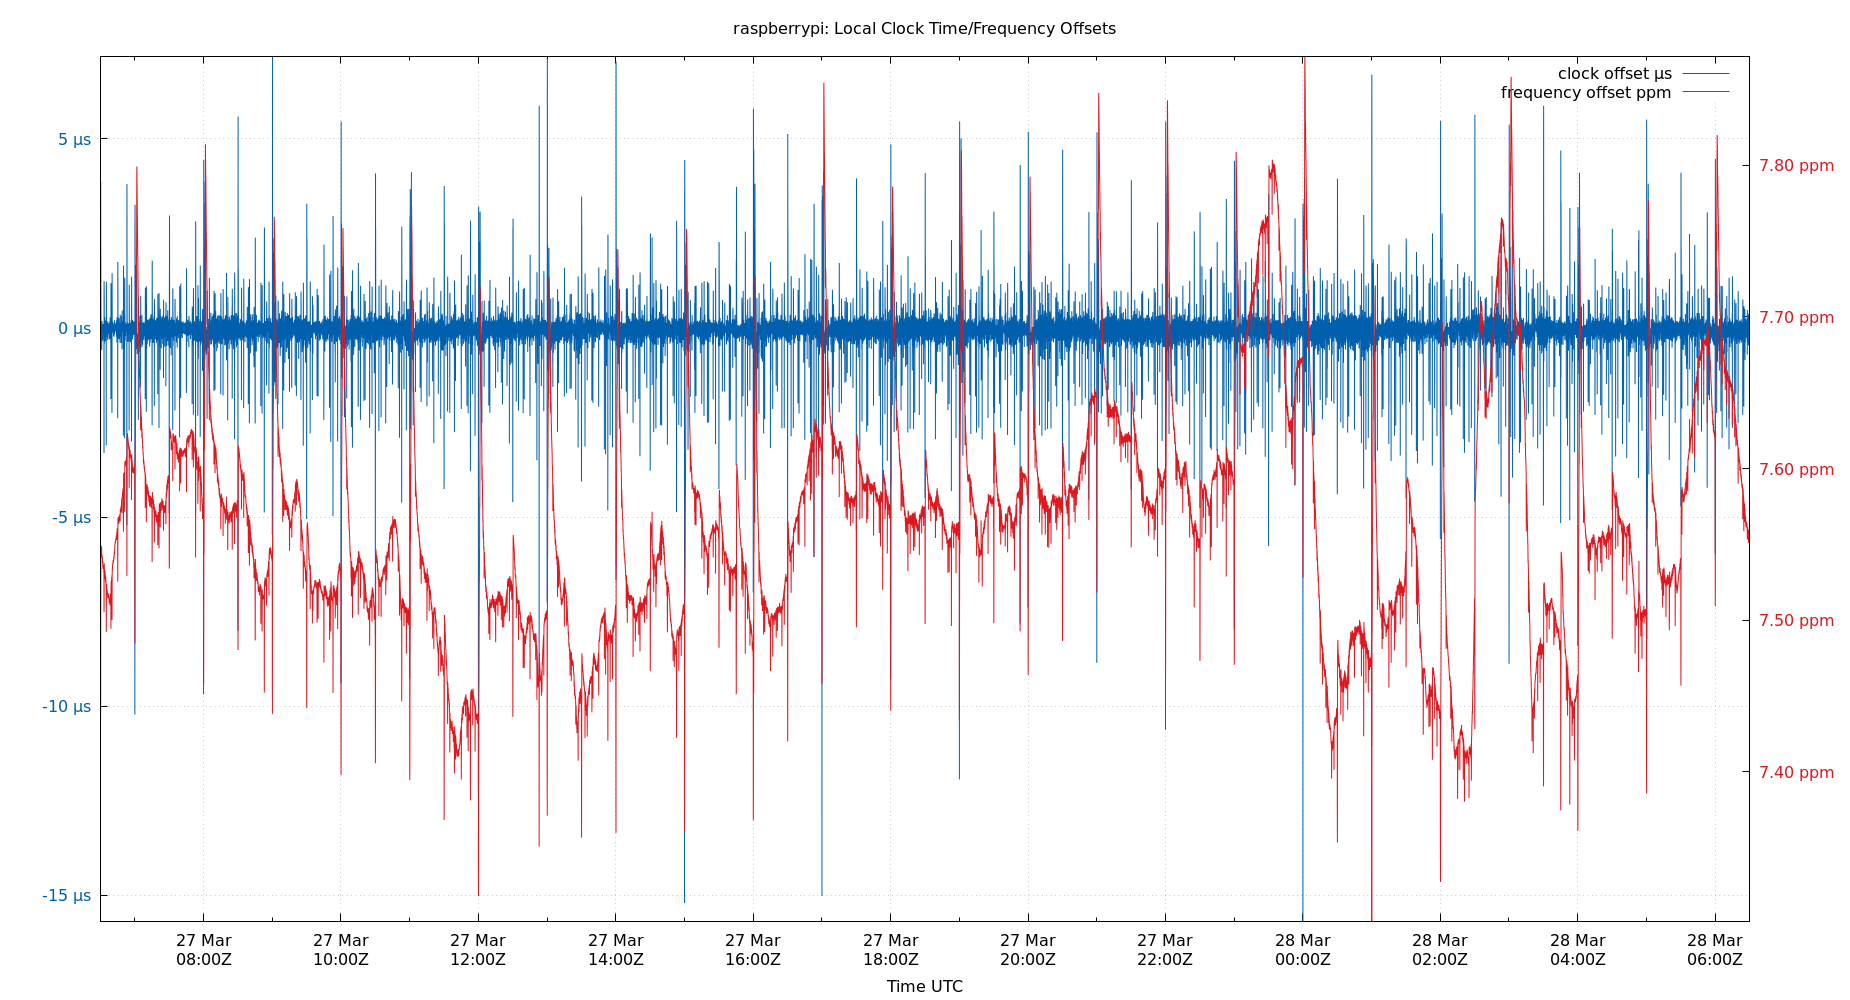 raspberrypi: Local Clock Time/Frequency Offsets
clock offset µs
frequency offset ppm
5 µs
0 µs
-5 µs
-10 µs
-15 µs
7.80 ppm
7.70 ppm
7.60 ppm
7.50 ppm
7.40 ppm
27 Mar 27 Mar 27 Mar 27 Mar 27 Mar 27 Mar 27 Mar 27 Mar 28 Mar 28 Mar 28 Mar 28 Mar
08:00Z 10:00Z 12:00Z 14:00Z 16:00Z 18:00Z 20:00Z 22:00Z 00:00Z 02:00Z 04:00Z 06:00Z
Time UTC